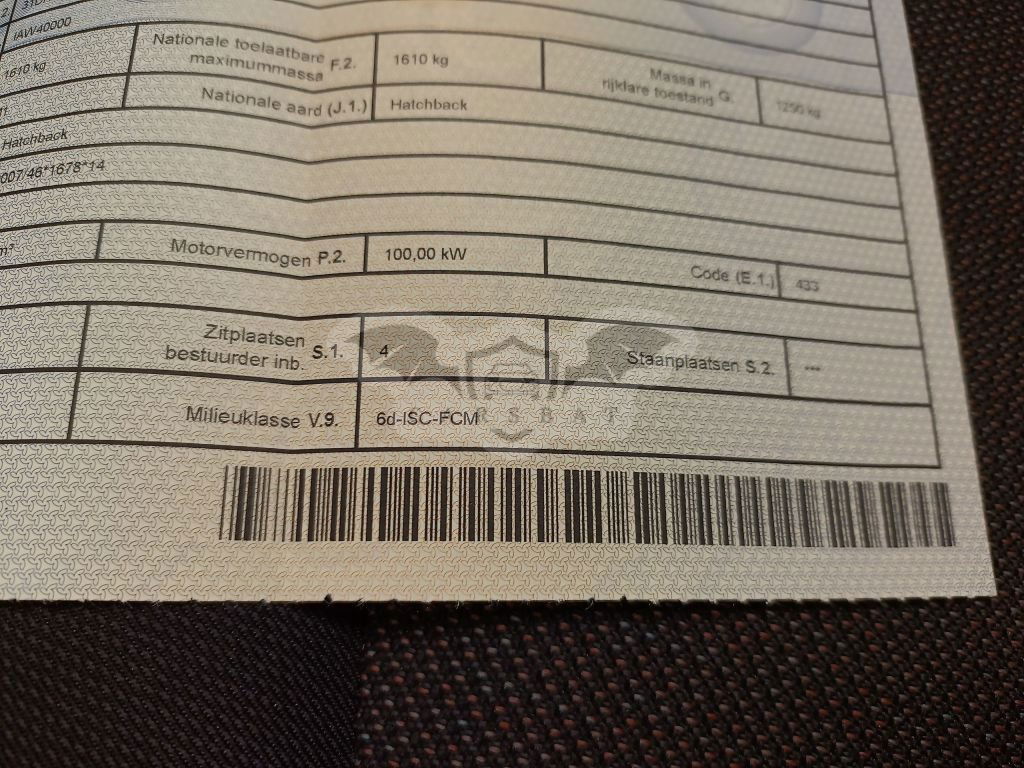 IAW40000
1610 kg
Nationale toelaatbare
maximummassa F.2.
1610 kg
Massa in
rijklare toestand G.
1250 kg
Nationale aard (J.1.)
Hatchback
Hatchback
007/46*1678*14
Motorvermogen P.2.
100,00 kW
Code (E.1.)
433
Zitplaatsen
bestuurder inb. S.1.
4
Staanplaatsen S.2.
---
Milieuklasse V.9.
6d-ISC-FCM
RSBAT